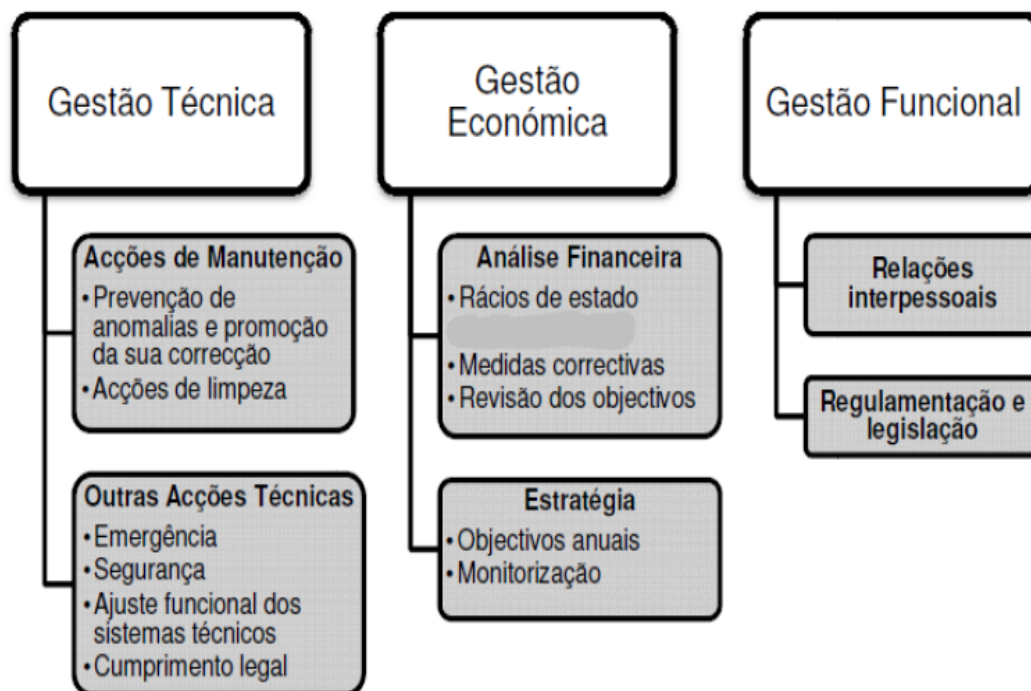 Gestão Técnica
Acções de Manutenção
• Prevenção de
anomalias e promoção
da sua correcção
• Acções de limpeza
Outras Acções Técnicas
• Emergência
• Segurança
• Ajuste funcional dos
sistemas técnicos
• Cumprimento legal
Gestão
Económica
Análise Financeira
• Rácios de estado
• Medidas correctivas
• Revisão dos objectivos
Estratégia
• Objectivos anuais
• Monitorização
Gestão Funcional
Relações
interpessoais
Regulamentação e
legislação